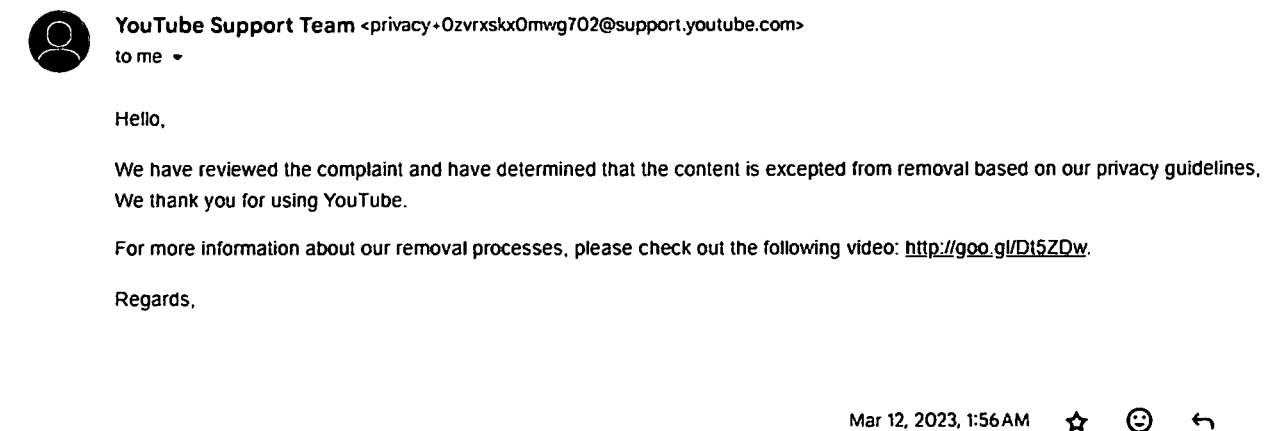 YouTube Support Team <privacy+0zvrxskx0mwg702@support.youtube.com>
to me
Hello,
We have reviewed the complaint and have determined that the content is excepted from removal based on our privacy guidelines,
We thank you for using YouTube.
For more information about our removal processes, please check out the following video: http://goo.gl/Dt5ZDw.
Regards,
Mar 12, 2023, 1:56 AM